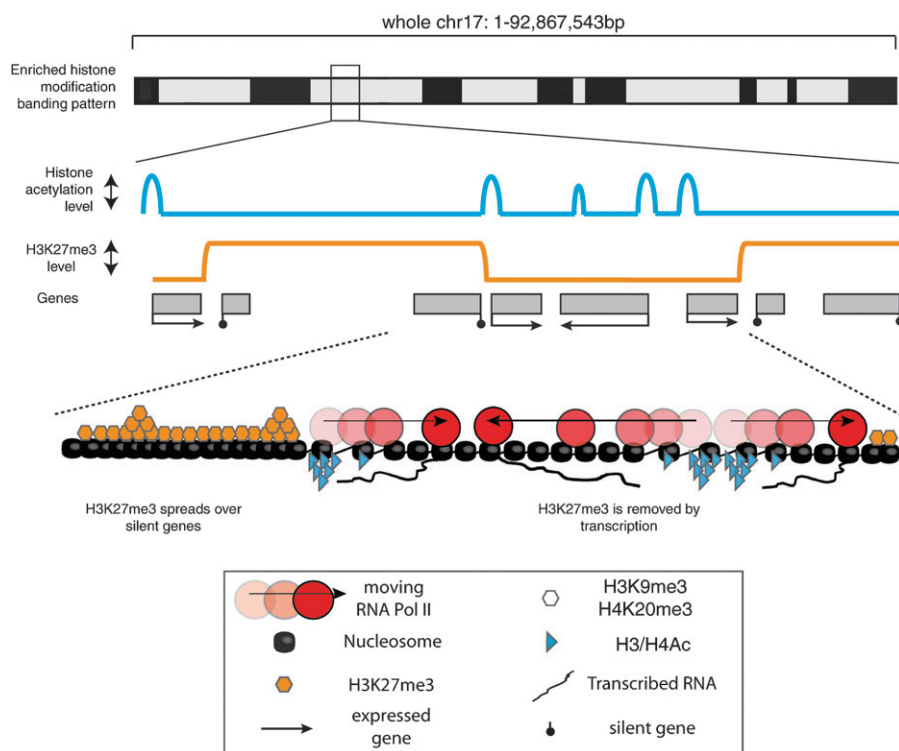 whole chr17: 1-92,867,543bp
Enriched histone
modification
banding pattern
Histone
acetylation
level
H3K27me3
level
Genes
H3K27me3 spreads over
silent genes
H3K27me3 is removed by
transcription
moving
RNA Pol II
H3K9me3
H4K20me3
Nucleosome
H3/H4Ac
H3K27me3
Transcribed RNA
expressed
gene
silent gene